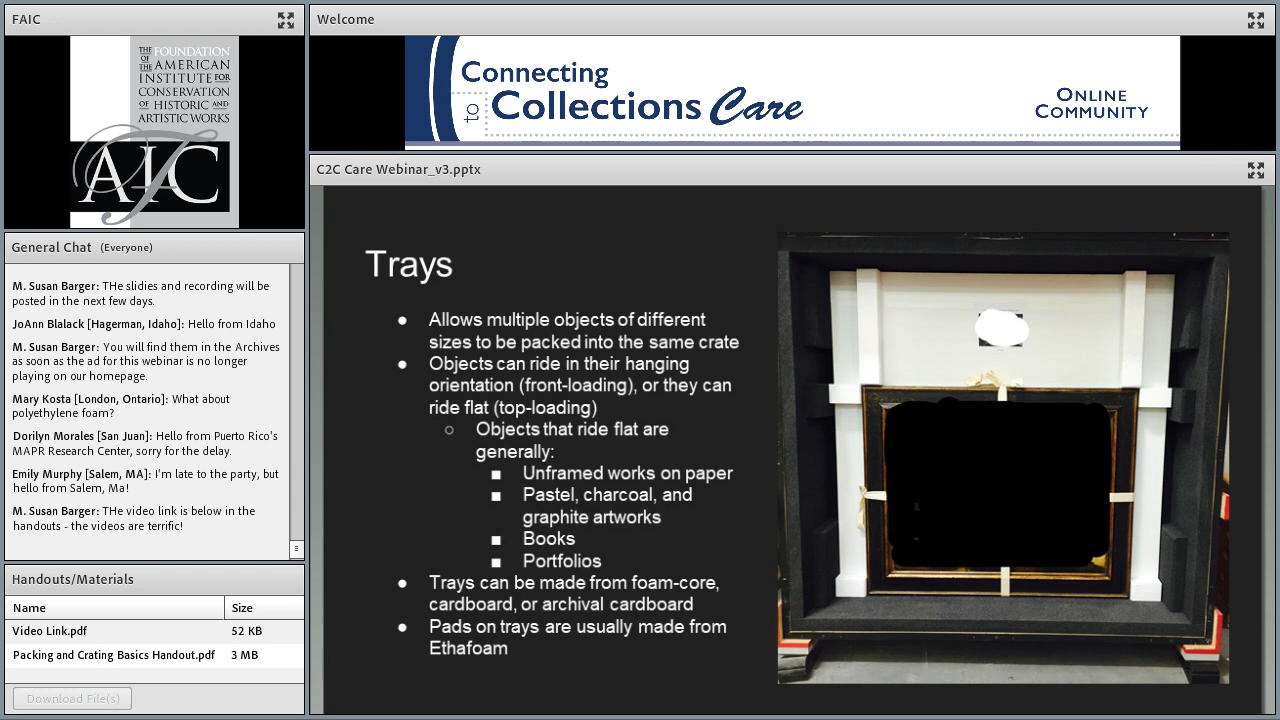 FAIC
THE FOUNDATION
OF THE AMERICAN
INSTITUTE FOR
CONSERVATION
OF HISTORIC AND
ARTISTIC WORKS
AIC
General Chat (Everyone)
M. Susan Barger: THe slidies and recording will be
posted in the next few days.
JoAnn Blalack [Hagerman, Idaho]: Hello from Idaho
M. Susan Barger: You will find them in the Archives
as soon as the ad for this webinar is no longer
playing on our homepage.
Mary Kosta [London, Ontario]: What about
polyethylene foam?
Dorilyn Morales [San Juan]: Hello from Puerto Rico's
MAPR Research Center, sorry for the delay.
Emily Murphy [Salem, MA]: I'm late to the party, but
hello from Salem, Ma!
M. Susan Barger: THe video link is below in the
handouts - the videos are terrific!
Handouts/Materials
Name Size
Video Link.pdf 52 KB
Packing and Crating Basics Handout.pdf 3 MB
Download File(s)
Welcome
Connecting
to Collections Care
ONLINE
COMMUNITY
C2C Care Webinar_v3.pptx
Trays
● Allows multiple objects of different
sizes to be packed into the same crate
● Objects can ride in their hanging
orientation (front-loading), or they can
ride flat (top-loading)
○ Objects that ride flat are
generally:
■ Unframed works on paper
■ Pastel, charcoal, and
graphite artworks
■ Books
■ Portfolios
● Trays can be made from foam-core,
cardboard, or archival cardboard
● Pads on trays are usually made from
Ethafoam